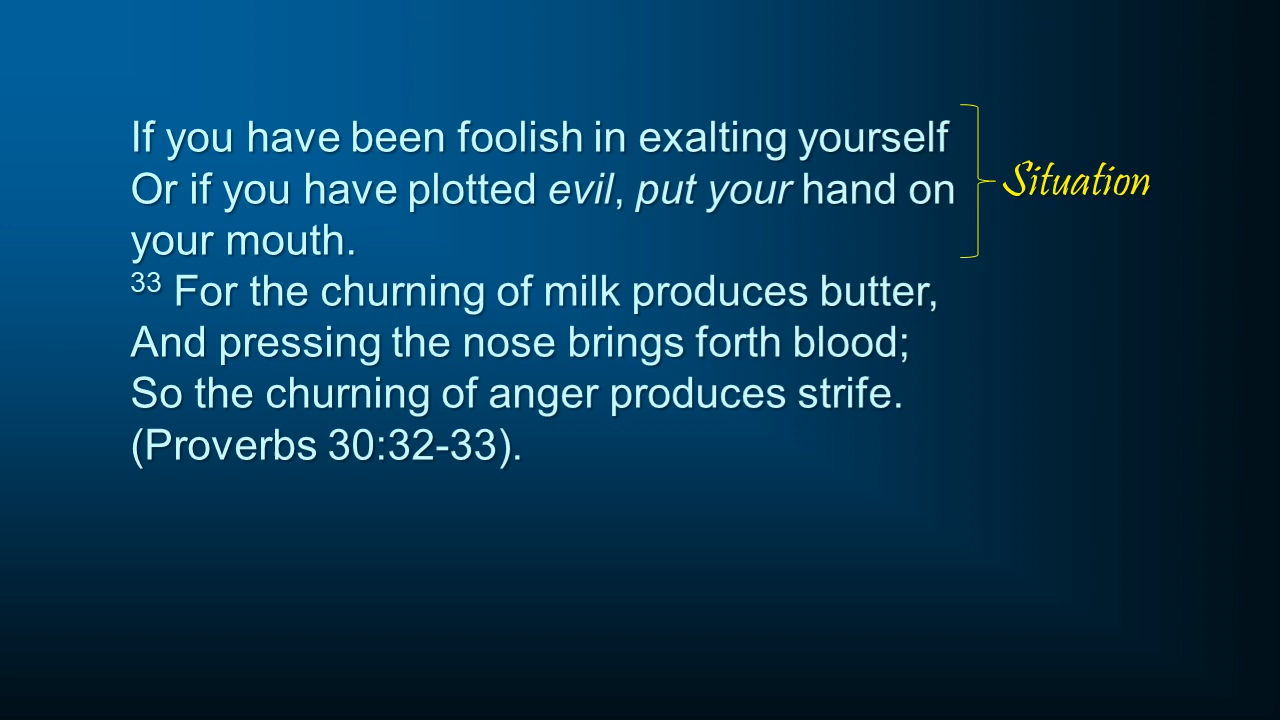 If you have been foolish in exalting yourself
Or if you have plotted evil, put your hand on
your mouth.
33 For the churning of milk produces butter,
And pressing the nose brings forth blood;
So the churning of anger produces strife.
(Proverbs 30:32-33).
Situation